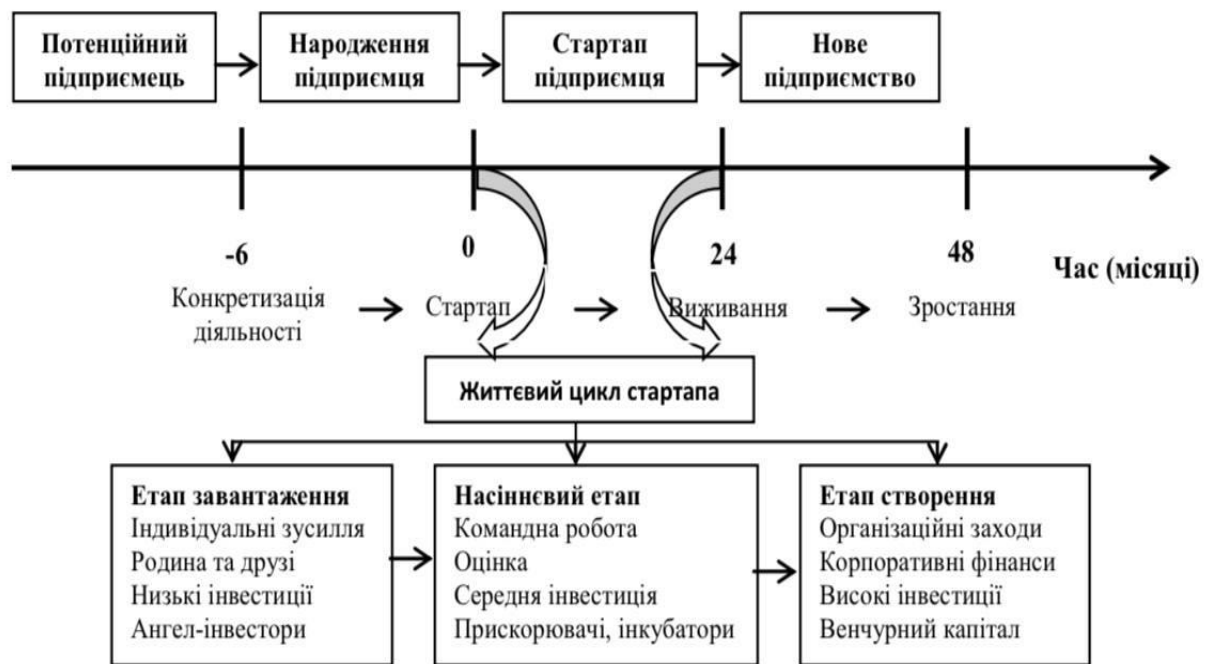 Потенційний
підприємець
Народження
підприємця
Стартап
підприємця
Нове
підприємство
-6
0
24
48
Час (місяці)
Конкретизація
діяльності
Стартап
Виживання
Зростання
Життєвий цикл стартапа
Етап завантаження
Індивідуальні зусилля
Родина та друзі
Низькі інвестиції
Ангел-інвестори
Насіннєвий етап
Командна робота
Оцінка
Середня інвестиція
Прискорювачі, інкубатори
Етап створення
Організаційні заходи
Корпоративні фінанси
Високі інвестиції
Венчурний капітал